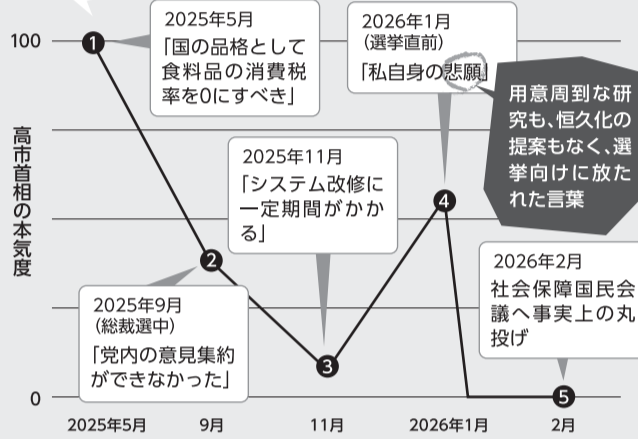 100
0
高市首相の本気度
❶
2025年5月
「国の品格として
食料品の消費税
率を0にすべき」
❷
2025年9月
（総裁選中）
「党内の意見集約
ができなかった」
❸
2025年11月
「システム改修に
一定期間がかか
る」
❹
2026年1月
（選挙直前）
「私自身の悲願」
用意周到な研
究も、恒久化の
提案もなく、選
挙向けに放た
れた言葉
❺
2026年2月
社会保障国民会
議へ事実上の丸
投げ
2025年5月
9月
11月
2026年1月
2月